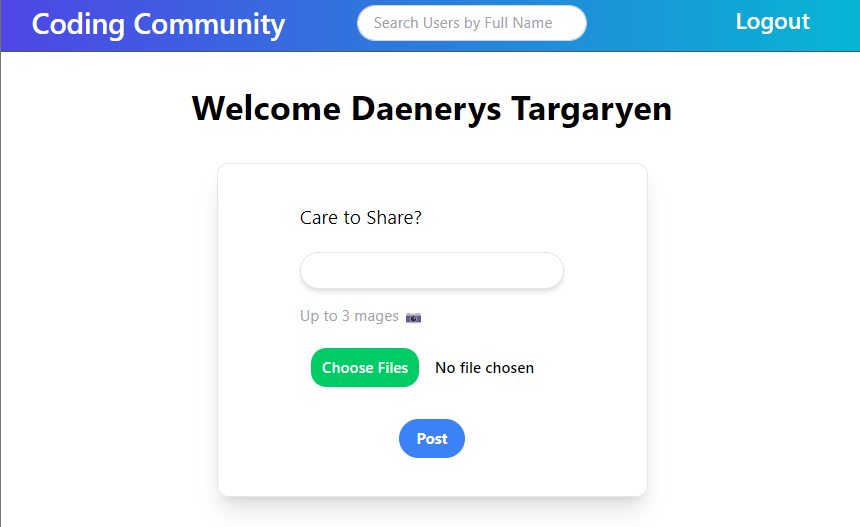 Coding Community
Search Users by Full Name
Logout
Welcome Daenerys Targaryen
Care to Share?
Up to 3 mages 📷
Choose Files No file chosen
Post